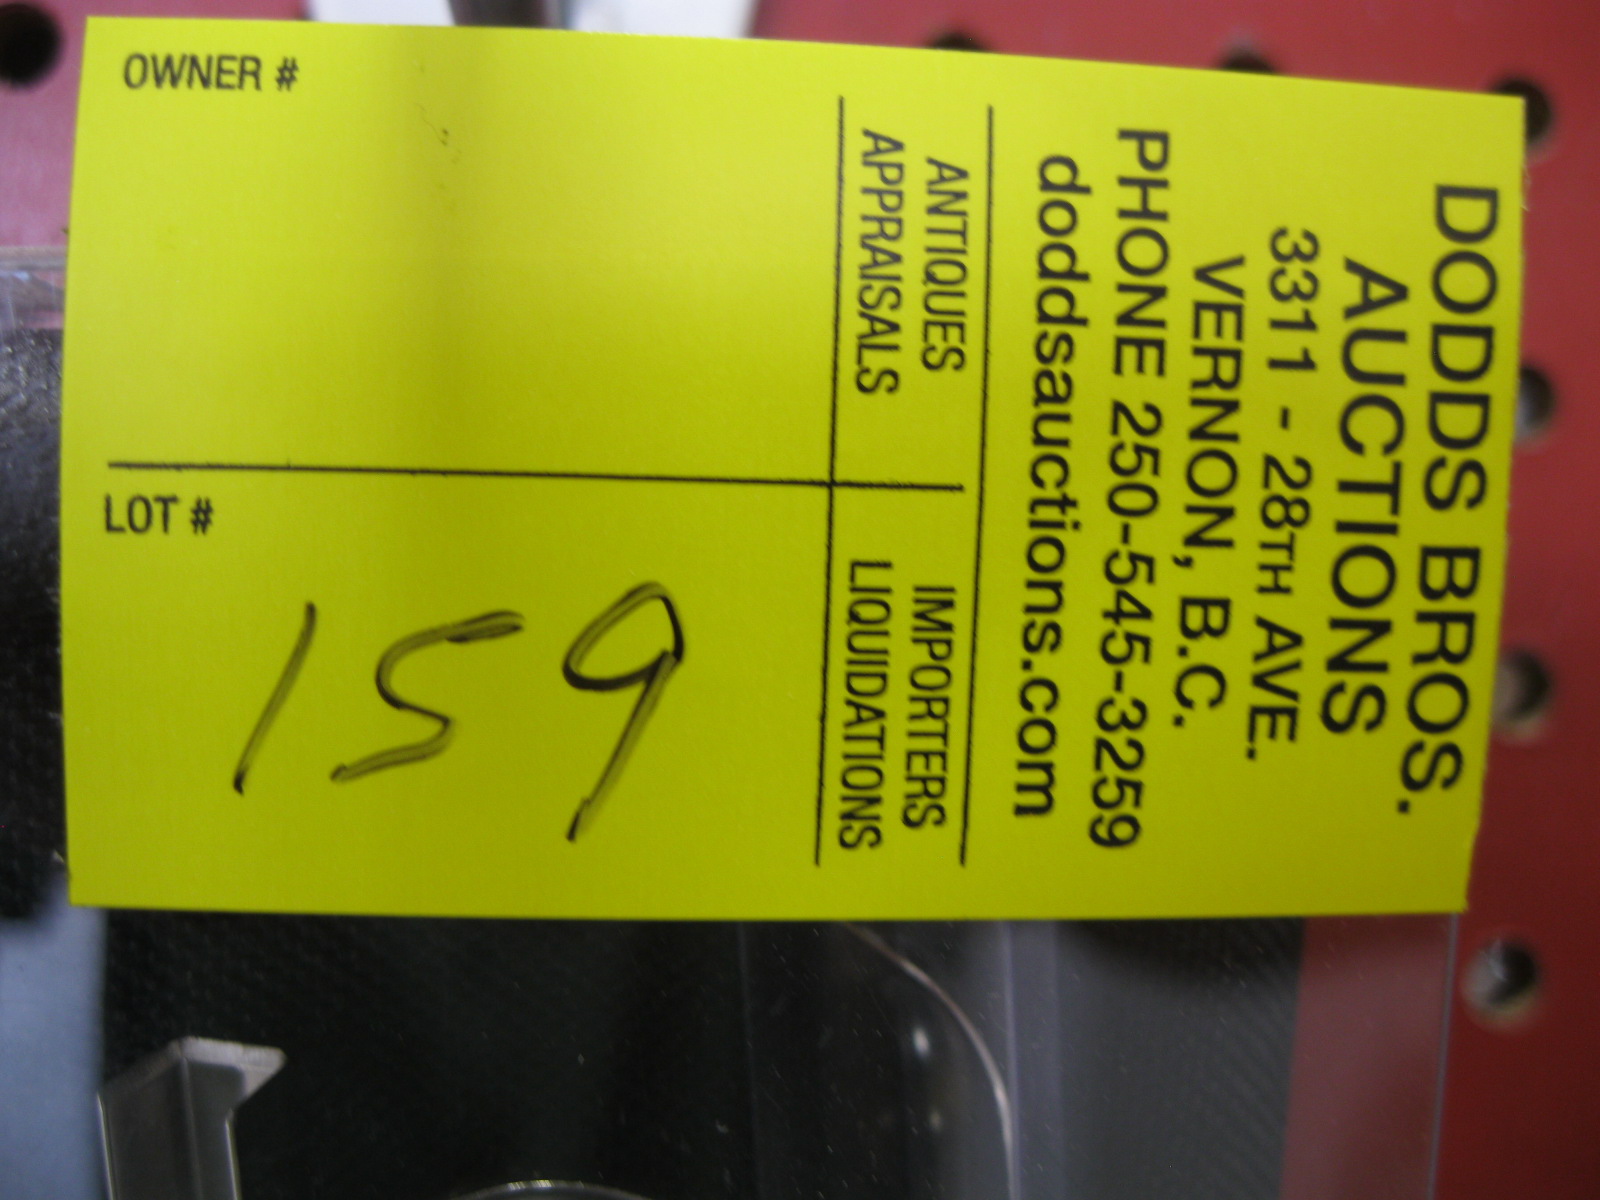 DODDS BROS.
AUCTIONS
3311 - 28TH AVE.
VERNON, B.C.
PHONE 250-545-3259
doddsauctions.com
ANTIQUES
APPRAISALS
IMPORTERS
LIQUIDATIONS
OWNER #
LOT #
159